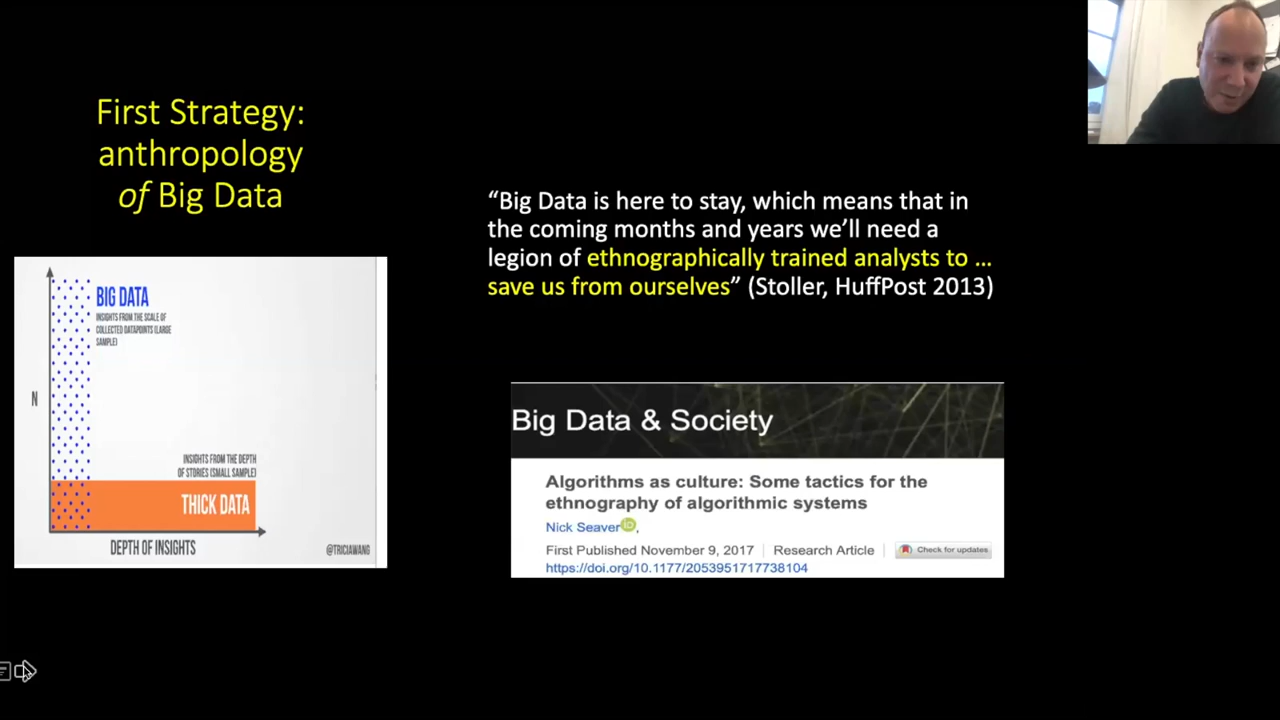 First Strategy:
anthropology
of Big Data
“Big Data is here to stay, which means that in
the coming months and years we’ll need a
legion of ethnographically trained analysts to …
save us from ourselves” (Stoller, HuffPost 2013)
BIG DATA
INSIGHTS FROM THE SCALE OF
COLLECTED DATAPOINTS (LARGE
SAMPLE)
N
INSIGHTS FROM THE DEPTH
OF STORIES (SMALL SAMPLE)
THICK DATA
DEPTH OF INSIGHTS
@TRICIAWANG
Big Data & Society
Algorithms as culture: Some tactics for the
ethnography of algorithmic systems
Nick Seaver iD,
First Published November 9, 2017 | Research Article | Check for updates
https://doi.org/10.1177/2053951717738104